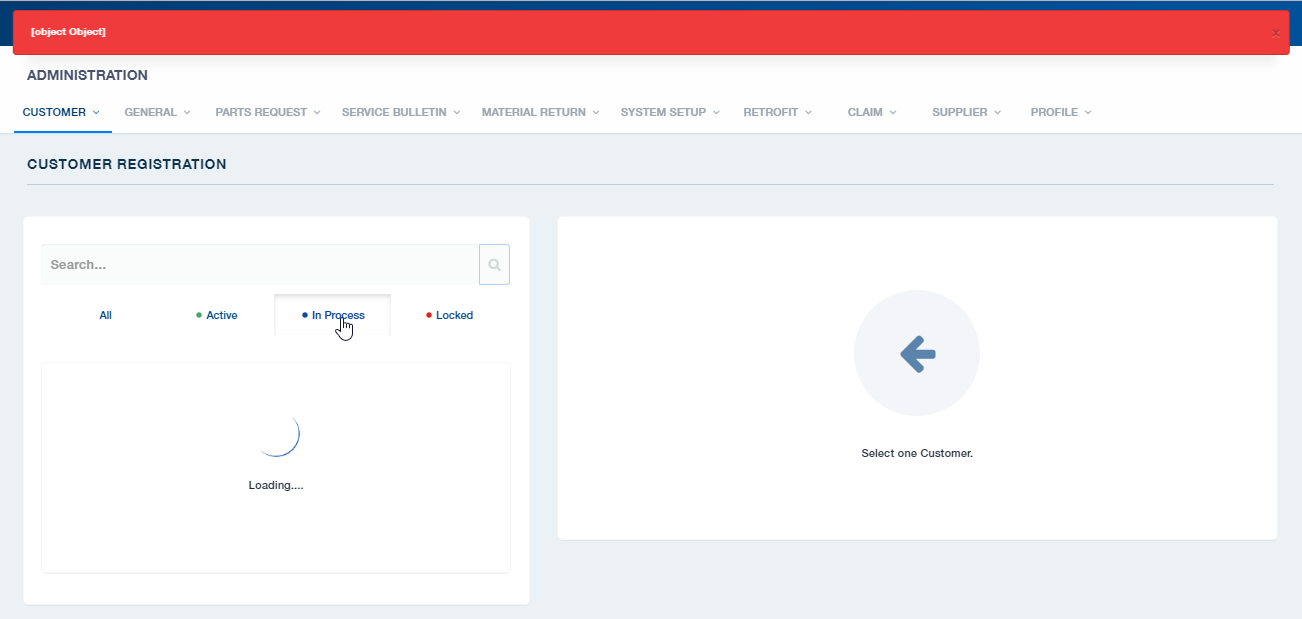 [object Object]
×
ADMINISTRATION
CUSTOMER GENERAL PARTS REQUEST SERVICE BULLETIN MATERIAL RETURN SYSTEM SETUP RETROFIT CLAIM SUPPLIER PROFILE
CUSTOMER REGISTRATION
Search...
All Active In Process Locked
Loading....
Select one Customer.